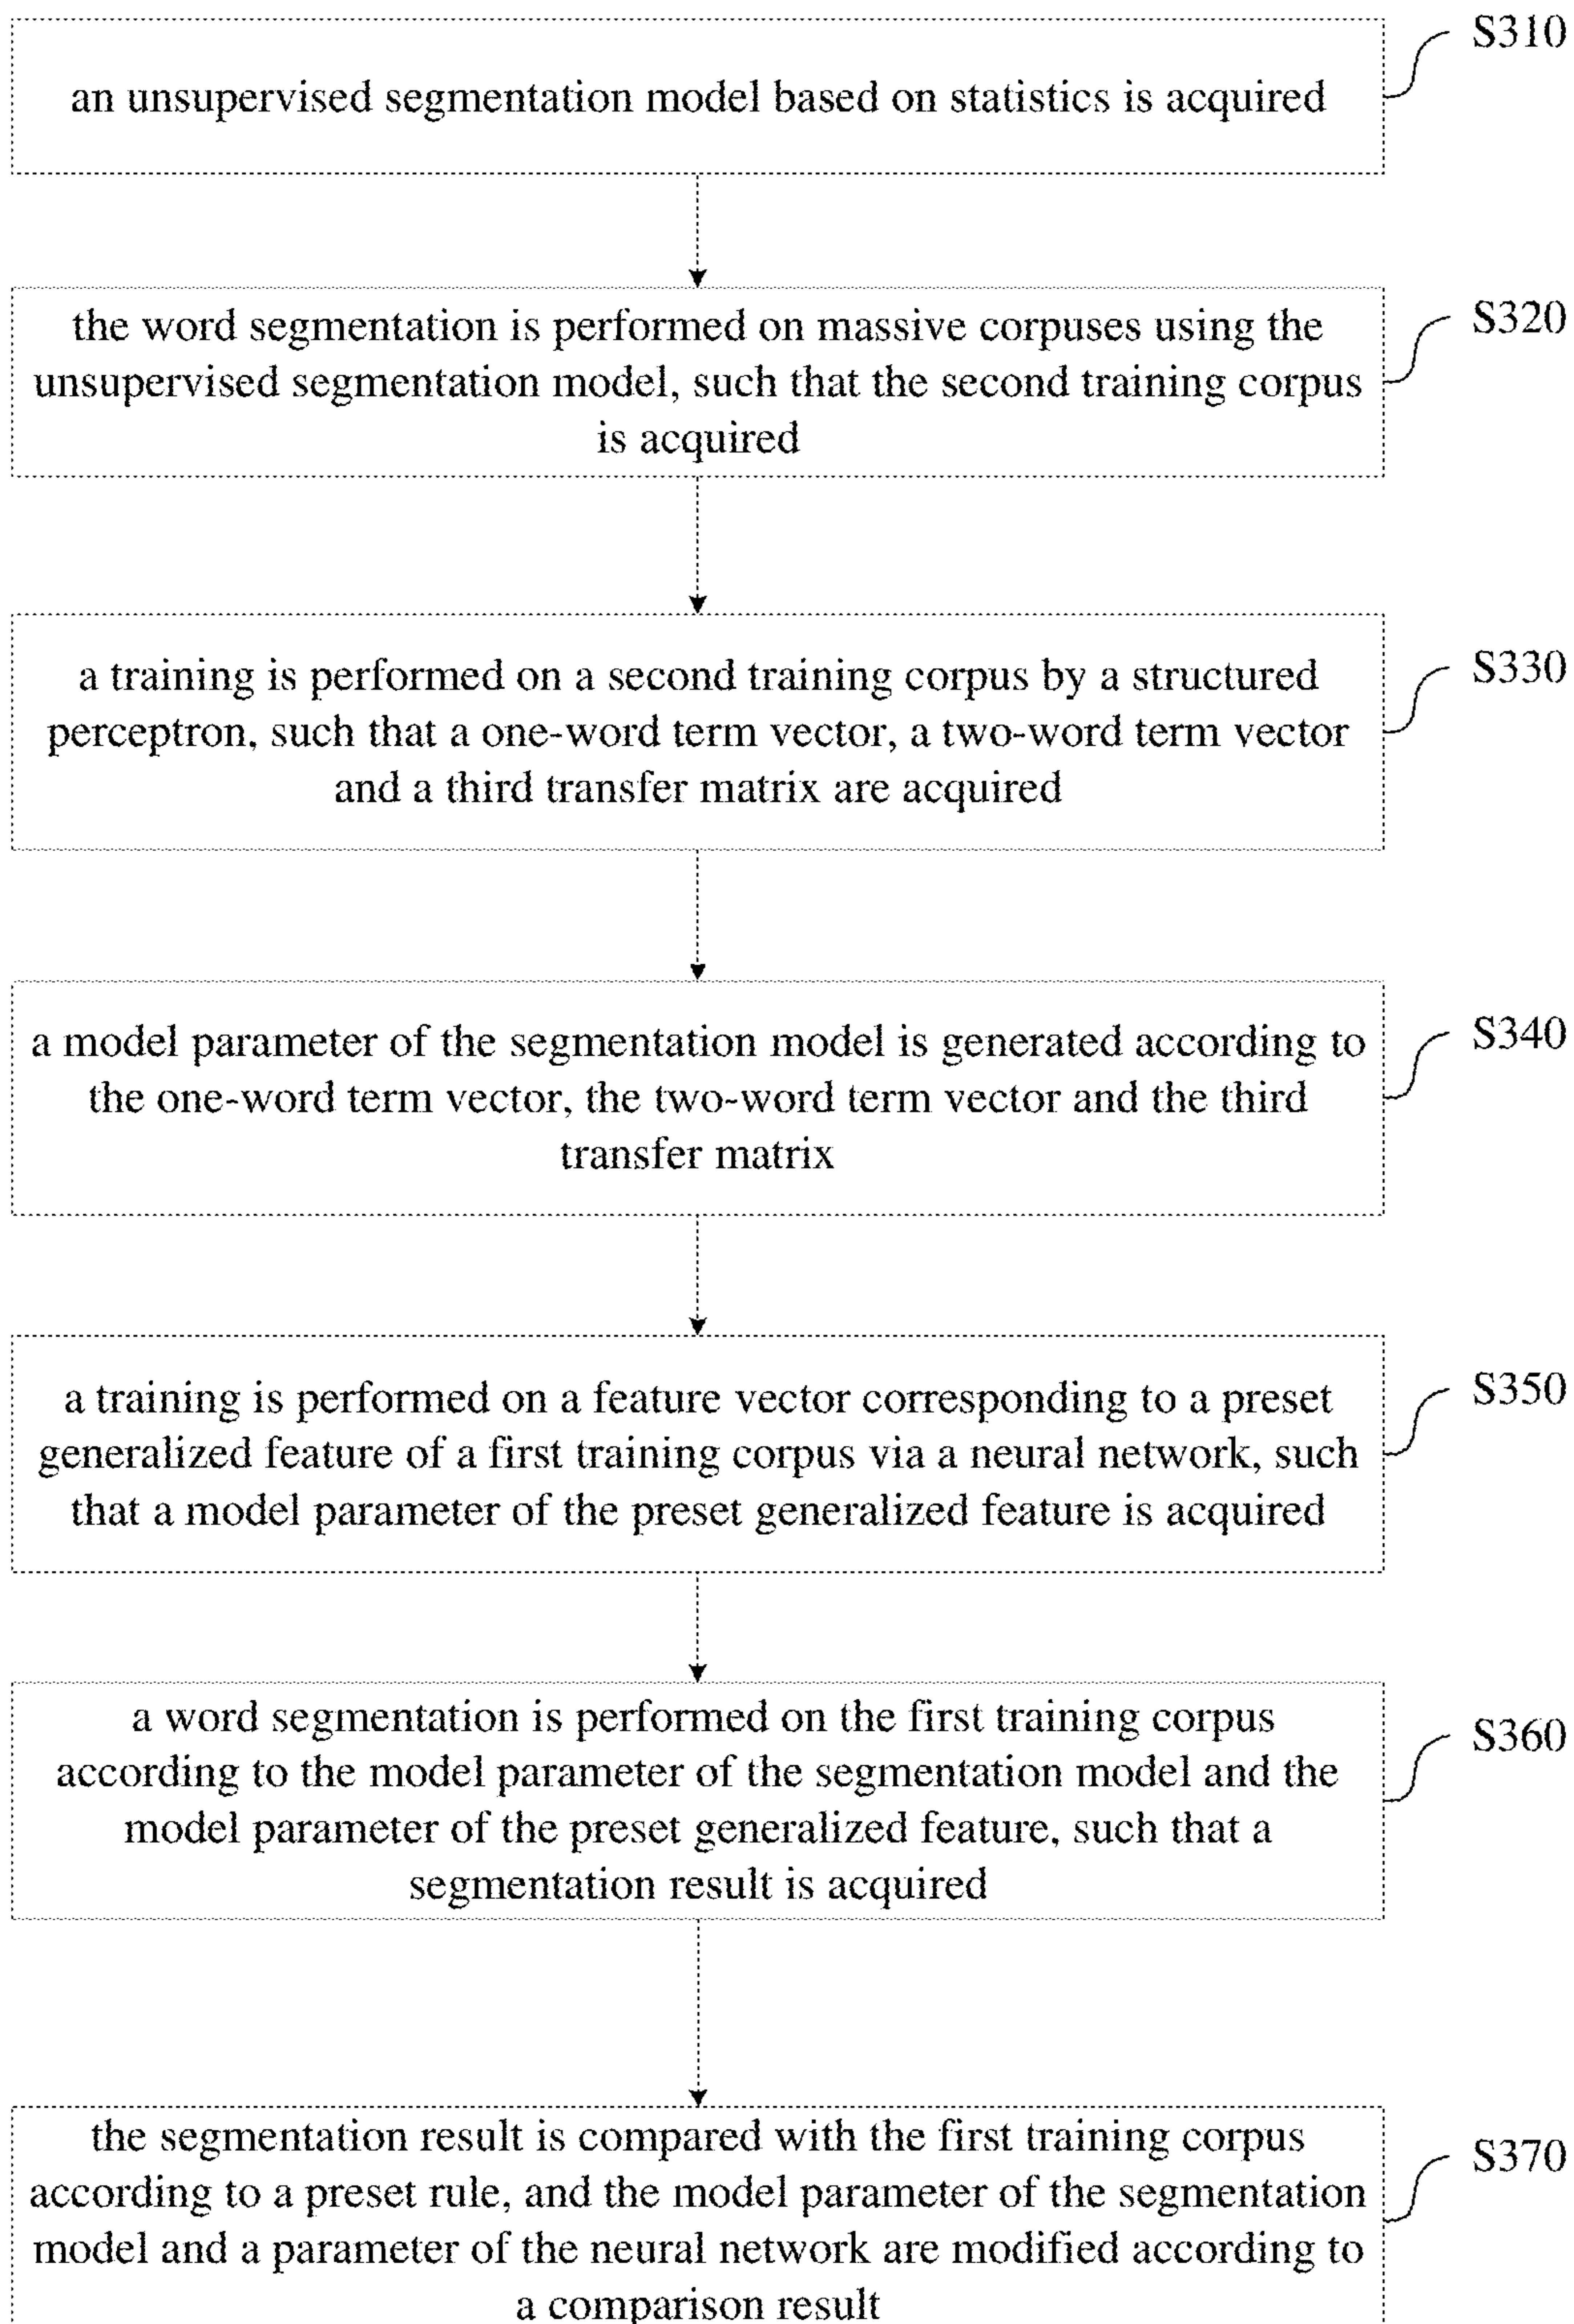 S310
an unsupervised segmentation model based on statistics is acquired
S320
the word segmentation is performed on massive corpuses using the
unsupervised segmentation model, such that the second training corpus
is acquired
S330
a training is performed on a second training corpus by a structured
perceptron, such that a one-word term vector, a two-word term vector
and a third transfer matrix are acquired
S340
a model parameter of the segmentation model is generated according to
the one-word term vector, the two-word term vector and the third
transfer matrix
S350
a training is performed on a feature vector corresponding to a preset
generalized feature of a first training corpus via a neural network, such
that a model parameter of the preset generalized feature is acquired
S360
a word segmentation is performed on the first training corpus
according to the model parameter of the segmentation model and the
model parameter of the preset generalized feature, such that a
segmentation result is acquired
S370
the segmentation result is compared with the first training corpus
according to a preset rule, and the model parameter of the segmentation
model and a parameter of the neural network are modified according to
a comparison result